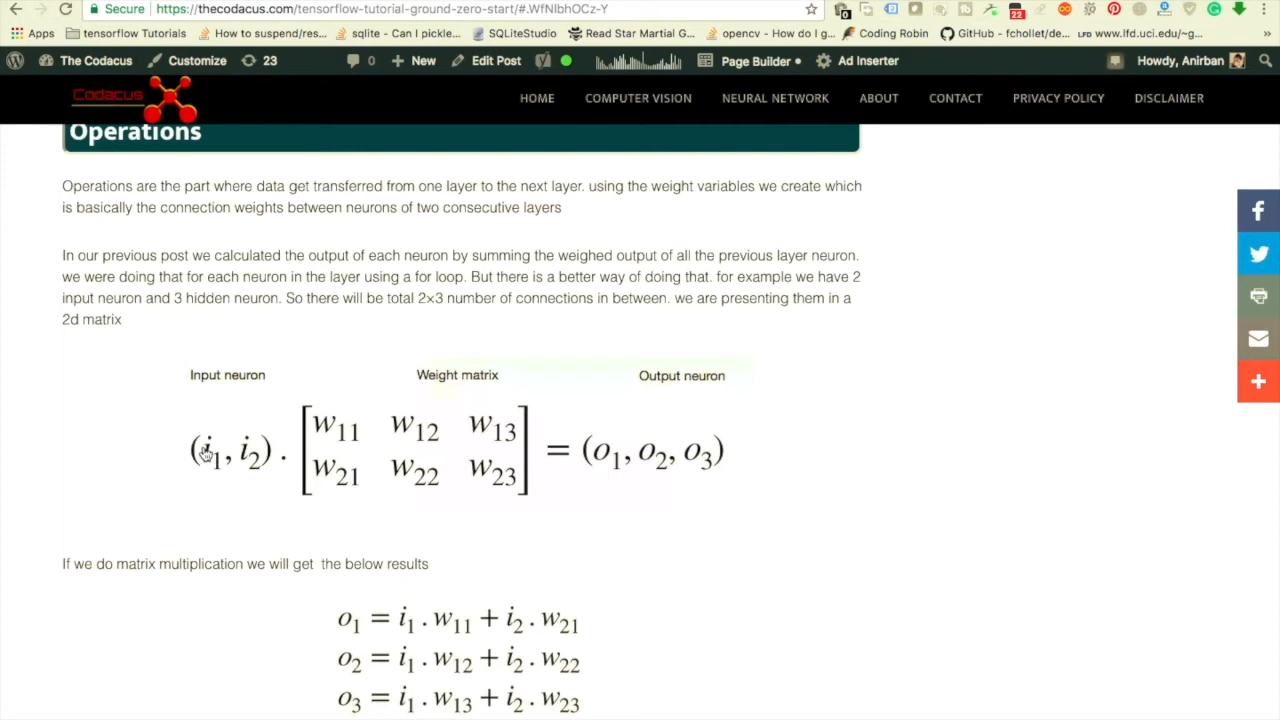 Secure https://thecodacus.com/tensorflow-tutorial-ground-zero-start/#.WfNIbhOCz-Y
22
Apps tensorflow Tutorials How to suspend/res... sqlite - Can I pickle... SQLiteStudio Read Star Martial G... opencv - How do I g... Coding Robin GitHub - fchollet/de... LFD www.lfd.uci.edu/~g... »
The Codacus Customize 23 0 + New Edit Post Page Builder Ad Inserter Howdy, Anirban
Codacus HOME COMPUTER VISION NEURAL NETWORK ABOUT CONTACT PRIVACY POLICY DISCLAIMER
Operations
Operations are the part where data get transferred from one layer to the next layer. using the weight variables we create which
is basically the connection weights between neurons of two consecutive layers
In our previous post we calculated the output of each neuron by summing the weighed output of all the previous layer neuron.
we were doing that for each neuron in the layer using a for loop. But there is a better way of doing that. for example we have 2
input neuron and 3 hidden neuron. So there will be total 2×3 number of connections in between. we are presenting them in a
2d matrix
Input neuron Weight matrix Output neuron
(i₁, i₂) . [w₁₁ w₁₂ w₁₃
w₂₁ w₂₂ w₂₃] = (o₁, o₂, o₃)
If we do matrix multiplication we will get the below results
o₁ = i₁ . w₁₁ + i₂ . w₂₁
o₂ = i₁ . w₁₂ + i₂ . w₂₂
o₃ = i₁ . w₁₃ + i₂ . w₂₃